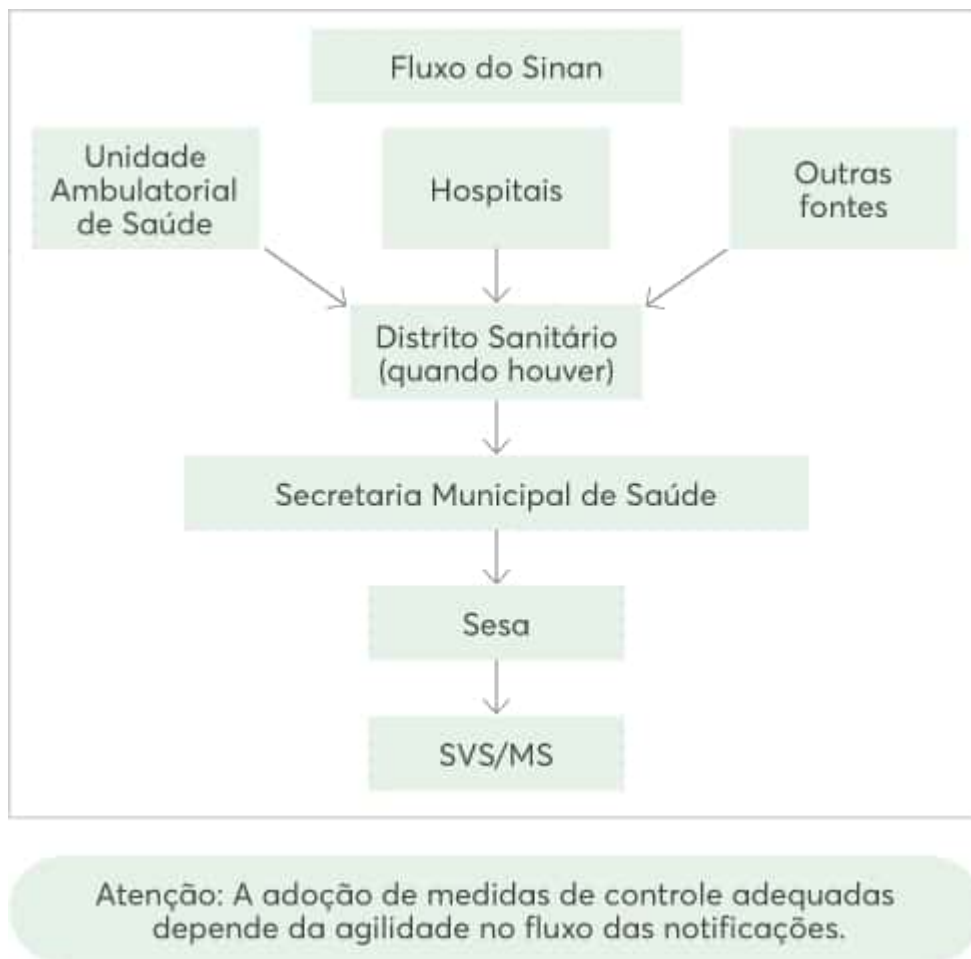 Fluxo do Sinan
Unidade
Ambulatorial
de Saúde
Hospitais
Outras
fontes
Distrito Sanitário
(quando houver)
Secretaria Municipal de Saúde
Sesa
SVS/MS
Atenção: A adoção de medidas de controle adequadas
depende da agilidade no fluxo das notificações.